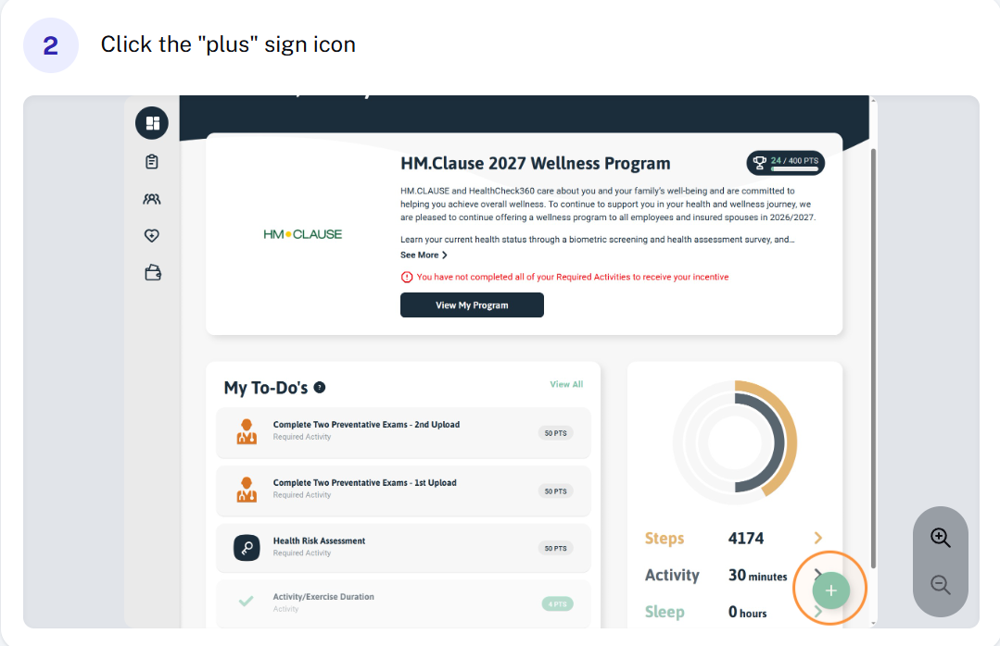 2
Click the "plus" sign icon
HM.Clause 2027 Wellness Program
24 / 400 PTS
HM.CLAUSE and HealthCheck360 care about you and your family's well-being and are committed to
helping you achieve overall wellness. To continue to support you in your health and wellness journey, we
are pleased to continue offering a wellness program to all employees and insured spouses in 2026/2027.
HM CLAUSE
Learn your current health status through a biometric screening and health assessment survey, and...
See More
You have not completed all of your Required Activities to receive your incentive
View My Program
My To-Do's ?
View All
Complete Two Preventative Exams - 2nd Upload
Required Activity
50 PTS
Complete Two Preventative Exams - 1st Upload
Required Activity
50 PTS
Health Risk Assessment
Required Activity
50 PTS
Activity/Exercise Duration
Activity
4 PTS
Steps 4174
Activity 30 minutes
Sleep 0 hours